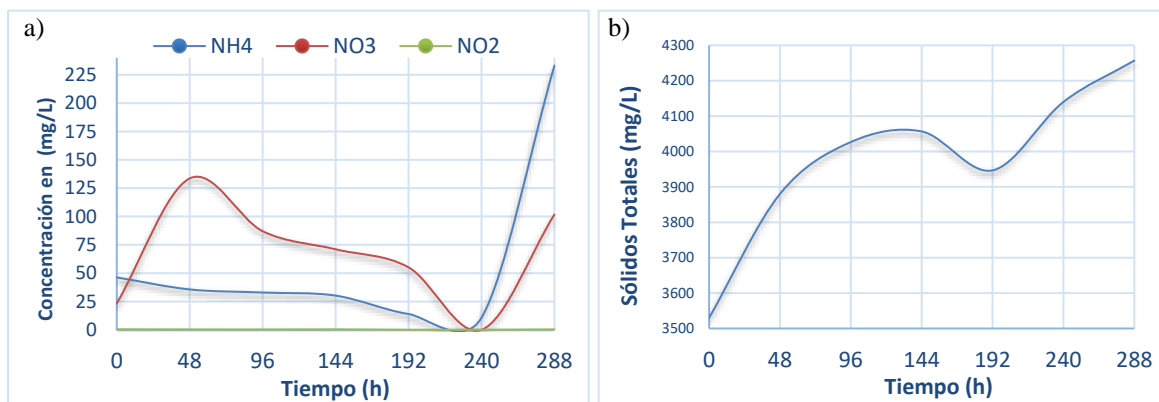 a)
NH4 NO3 NO2
Concentración en (mg/L)
225
200
175
150
125
100
75
50
25
0
0 48 96 144 192 240 288
Tiempo (h)
b)
Sólidos Totales (mg/L)
4300
4200
4100
4000
3900
3800
3700
3600
3500
0 48 96 144 192 240 288
Tiempo (h)